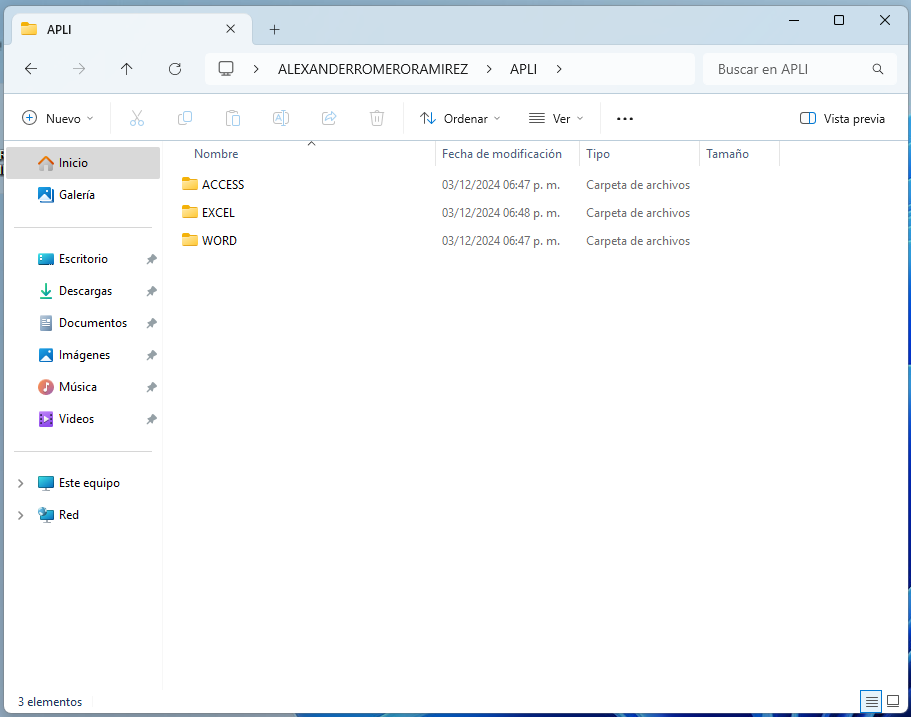 APLI
ALEXANDERROMERORAMIREZ > APLI >
Buscar en APLI
Nuevo
Ordenar
Ver
Vista previa
Nombre Fecha de modificación Tipo Tamaño
Inicio
Galería
Escritorio
Descargas
Documentos
Imágenes
Música
Videos
Este equipo
Red
ACCESS 03/12/2024 06:47 p. m. Carpeta de archivos
EXCEL 03/12/2024 06:48 p. m. Carpeta de archivos
WORD 03/12/2024 06:47 p. m. Carpeta de archivos
3 elementos